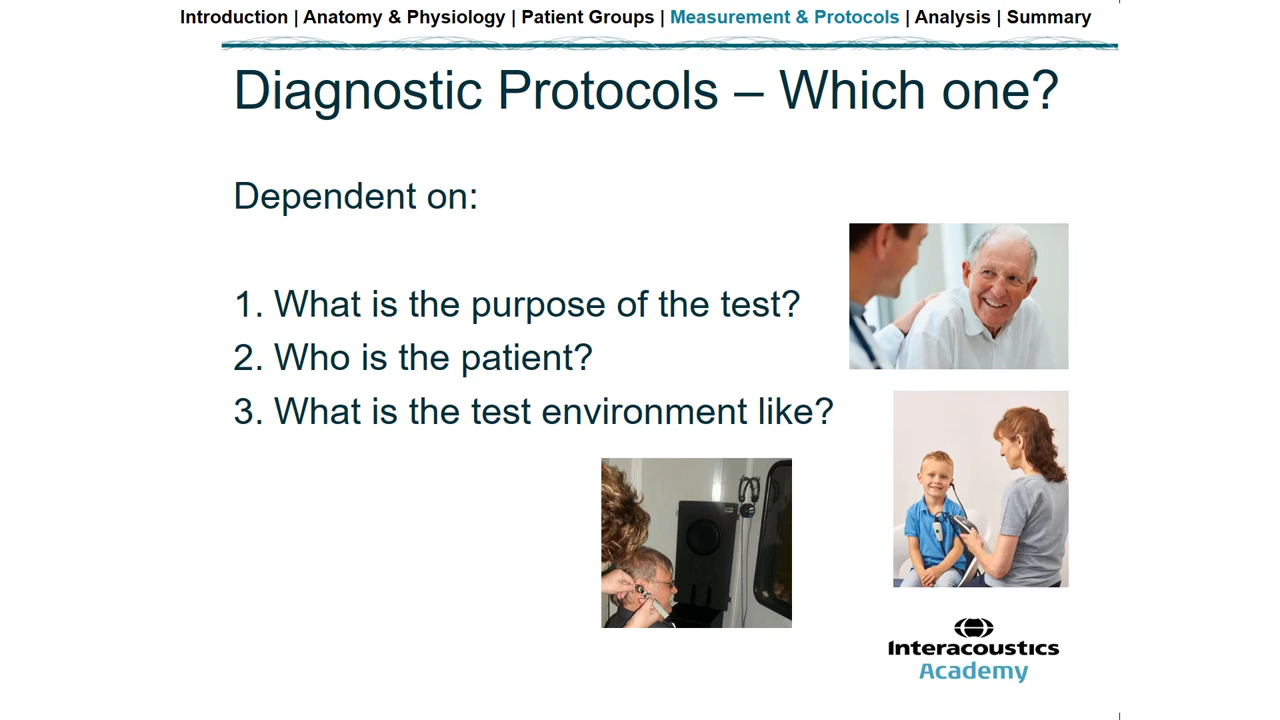 Introduction | Anatomy & Physiology | Patient Groups | Measurement & Protocols | Analysis | Summary
Diagnostic Protocols – Which one?
Dependent on:
1. What is the purpose of the test?
2. Who is the patient?
3. What is the test environment like?
Interacoustics
Academy